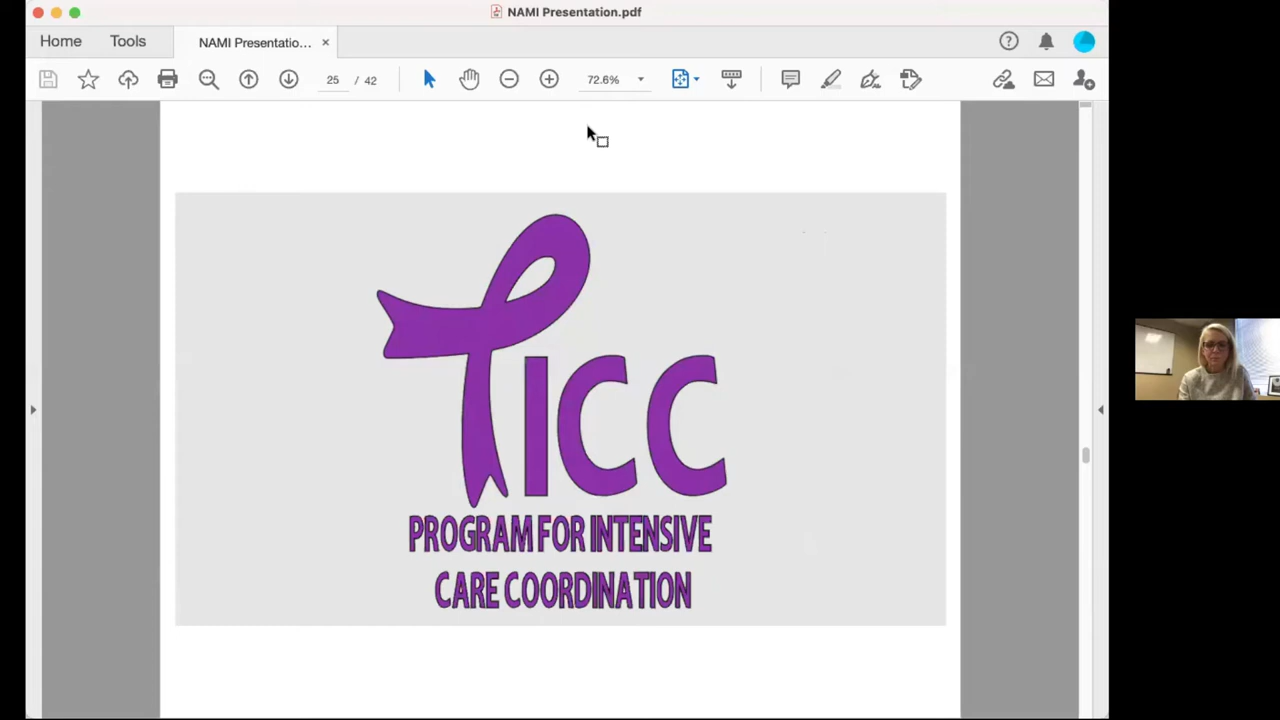 NAMI Presentation.pdf
Home Tools NAMI Presentatio... ×
25 / 42 72.6%
PICC
PROGRAM FOR INTENSIVE
CARE COORDINATION